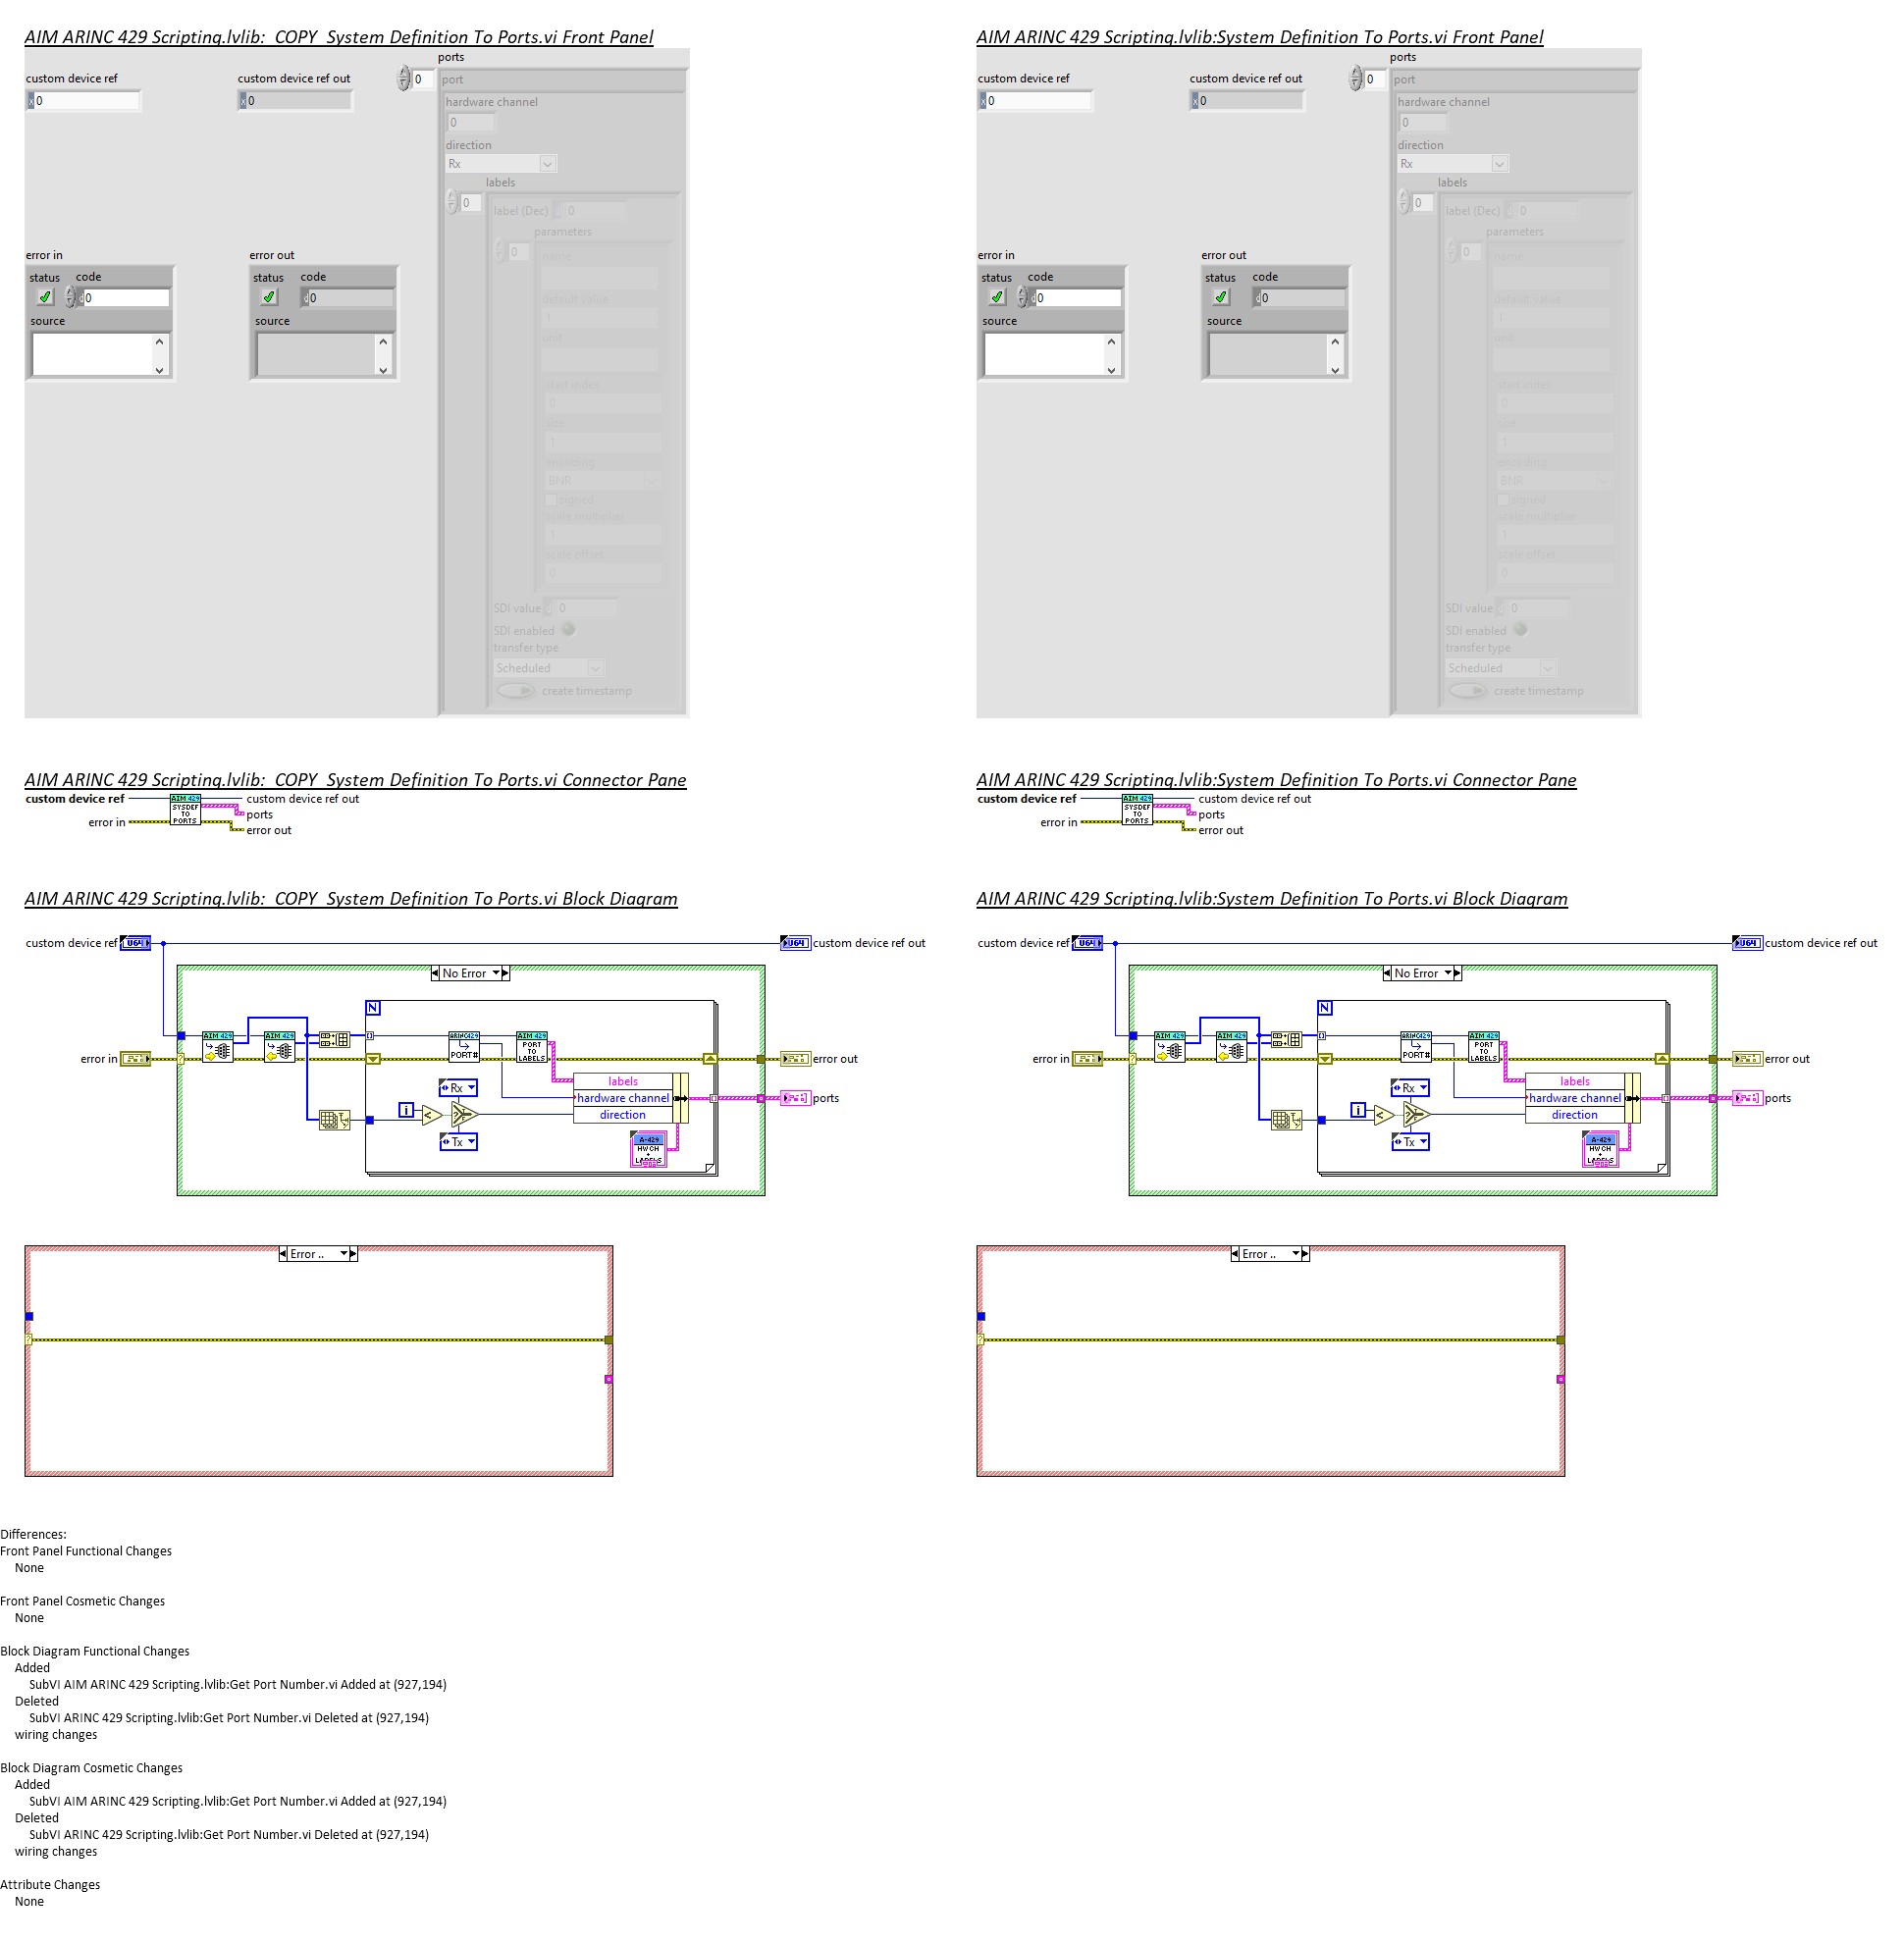 AIM ARINC 429 Scripting.lvlib:  COPY  System Definition To Ports.vi Front Panel
custom device ref
x 0
custom device ref out
x 0
ports
0
port
hardware channel
0
direction
Rx
labels
0
label (Dec)
0
parameters
0
name
default value
1
unit
start index
0
size
1
encoding
BNR
signed
scale multiplier
1
scale offset
0
SDI value
0
SDI enabled
transfer type
Scheduled
create timestamp
error in
status
code
d 0
source
error out
status
code
d 0
source
AIM ARINC 429 Scripting.lvlib:System Definition To Ports.vi Front Panel
custom device ref
x 0
custom device ref out
x 0
ports
0
port
hardware channel
0
direction
Rx
labels
0
label (Dec)
0
parameters
0
name
default value
1
unit
start index
0
size
1
encoding
BNR
signed
scale multiplier
1
scale offset
0
SDI value
0
SDI enabled
transfer type
Scheduled
create timestamp
error in
status
code
d 0
source
error out
status
code
d 0
source
AIM ARINC 429 Scripting.lvlib:  COPY  System Definition To Ports.vi Connector Pane
custom device ref
error in
AIM 429
SYSDEF
TO
PORTS
custom device ref out
ports
error out
AIM ARINC 429 Scripting.lvlib:System Definition To Ports.vi Connector Pane
custom device ref
error in
AIM 429
SYSDEF
TO
PORTS
custom device ref out
ports
error out
AIM ARINC 429 Scripting.lvlib:  COPY  System Definition To Ports.vi Block Diagram
custom device ref
U64
U64
custom device ref out
No Error
N
AIM 429
AIM 429
ARINC429
PORT#
AIM 429
PORT
TO
LABELS
error in
error out
Rx
i
Tx
labels
hardware channel
direction
ports
A-429
HWCH
+
LABELS
Error ..
AIM ARINC 429 Scripting.lvlib:System Definition To Ports.vi Block Diagram
custom device ref
U64
U64
custom device ref out
No Error
N
AIM 429
AIM 429
ARINC429
PORT#
AIM 429
PORT
TO
LABELS
error in
error out
Rx
i
Tx
labels
hardware channel
direction
ports
A-429
HWCH
+
LABELS
Error ..
Differences:
Front Panel Functional Changes
None
Front Panel Cosmetic Changes
None
Block Diagram Functional Changes
Added
SubVI AIM ARINC 429 Scripting.lvlib:Get Port Number.vi Added at (927,194)
Deleted
SubVI ARINC 429 Scripting.lvlib:Get Port Number.vi Deleted at (927,194)
wiring changes
Block Diagram Cosmetic Changes
Added
SubVI AIM ARINC 429 Scripting.lvlib:Get Port Number.vi Added at (927,194)
Deleted
SubVI ARINC 429 Scripting.lvlib:Get Port Number.vi Deleted at (927,194)
wiring changes
Attribute Changes
None